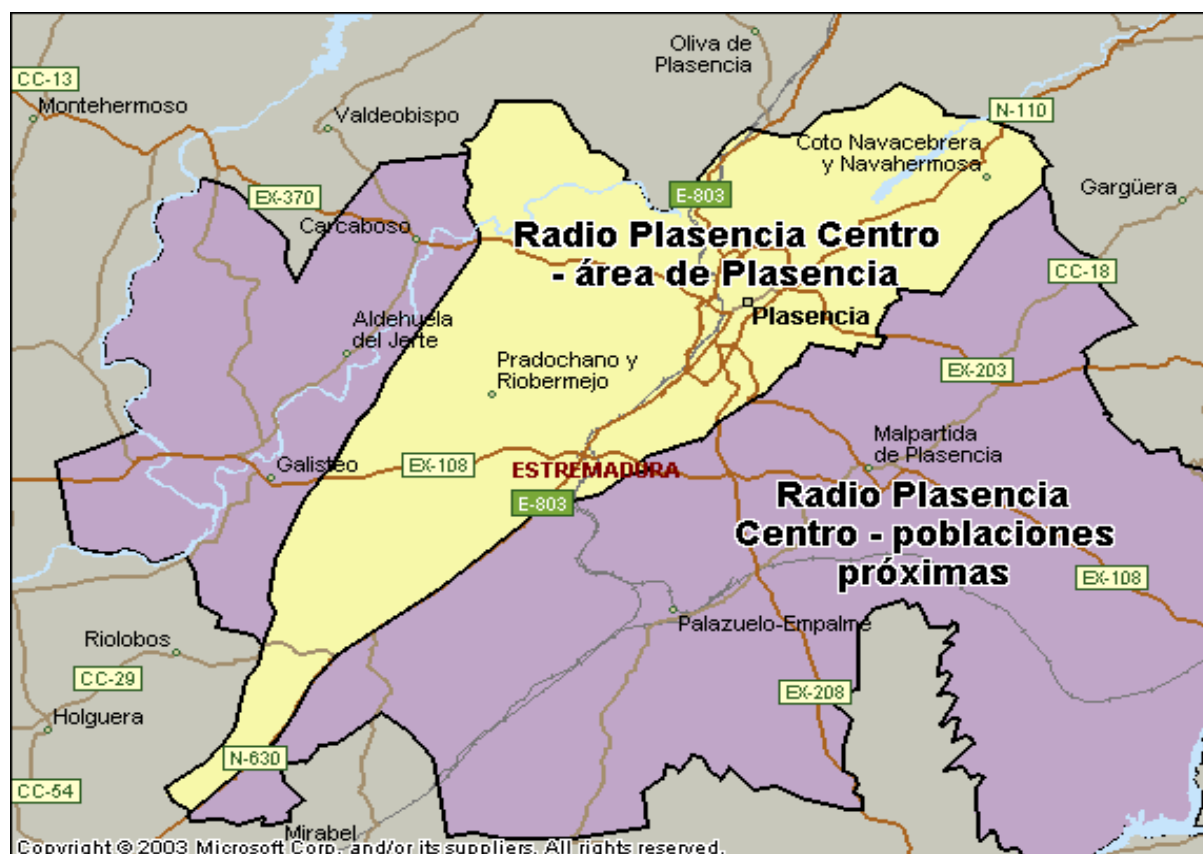 Oliva de
Plasencia
CC-13
Montehermoso
Valdeobispo
N-110
Coto Navacebrera
y Navahermosa
Gargüera
EX-370
E-803
Carcaboso
Radio Plasencia Centro
- área de Plasencia
CC-18
Plasencia
Aldehuela
del Jerte
Pradochano y
Riobermejo
EX-203
Malpartida
de Plasencia
Galisteo
EX-108
ESTREMADURA
E-803
Radio Plasencia
Centro - poblaciones
próximas
EX-108
Palazuelo-Empalme
Riolobos
CC-29
EX-208
Holguera
N-630
CC-54
Mirabel
Copyright © 2003 Microsoft Corp. and/or its suppliers. All rights reserved.